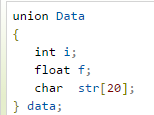 union Data
{
   int i;
   float f;
   char  str[20];
} data;